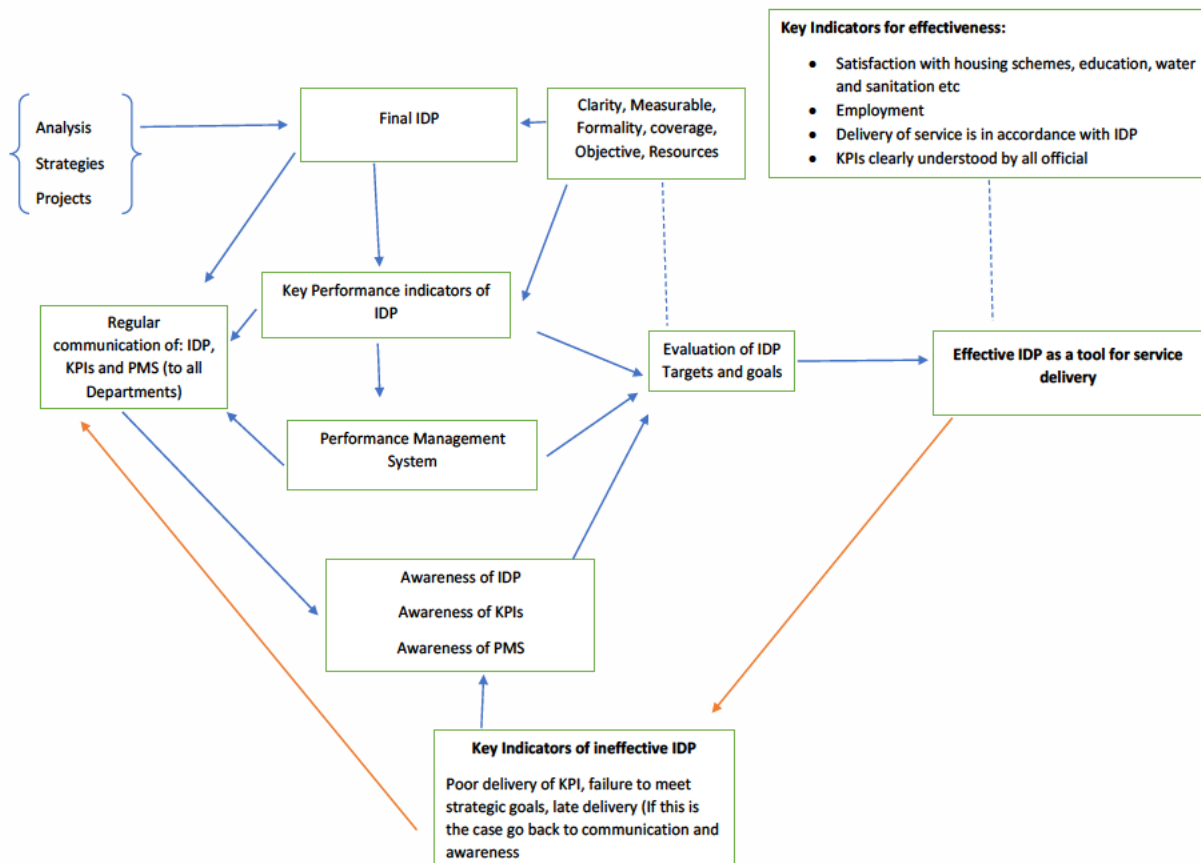 Key Indicators for effectiveness:
• Satisfaction with housing schemes, education, water
and sanitation etc
• Employment
• Delivery of service is in accordance with IDP
• KPIs clearly understood by all official
Analysis
Strategies
Projects
Final IDP
Clarity, Measurable,
Formality, coverage,
Objective, Resources
Key Performance indicators of
IDP
Regular
communication of: IDP,
KPIs and PMS (to all
Departments)
Evaluation of IDP
Targets and goals
Effective IDP as a tool for service
delivery
Performance Management
System
Awareness of IDP
Awareness of KPIs
Awareness of PMS
Key Indicators of ineffective IDP
Poor delivery of KPI, failure to meet
strategic goals, late delivery (If this is
the case go back to communication and
awareness